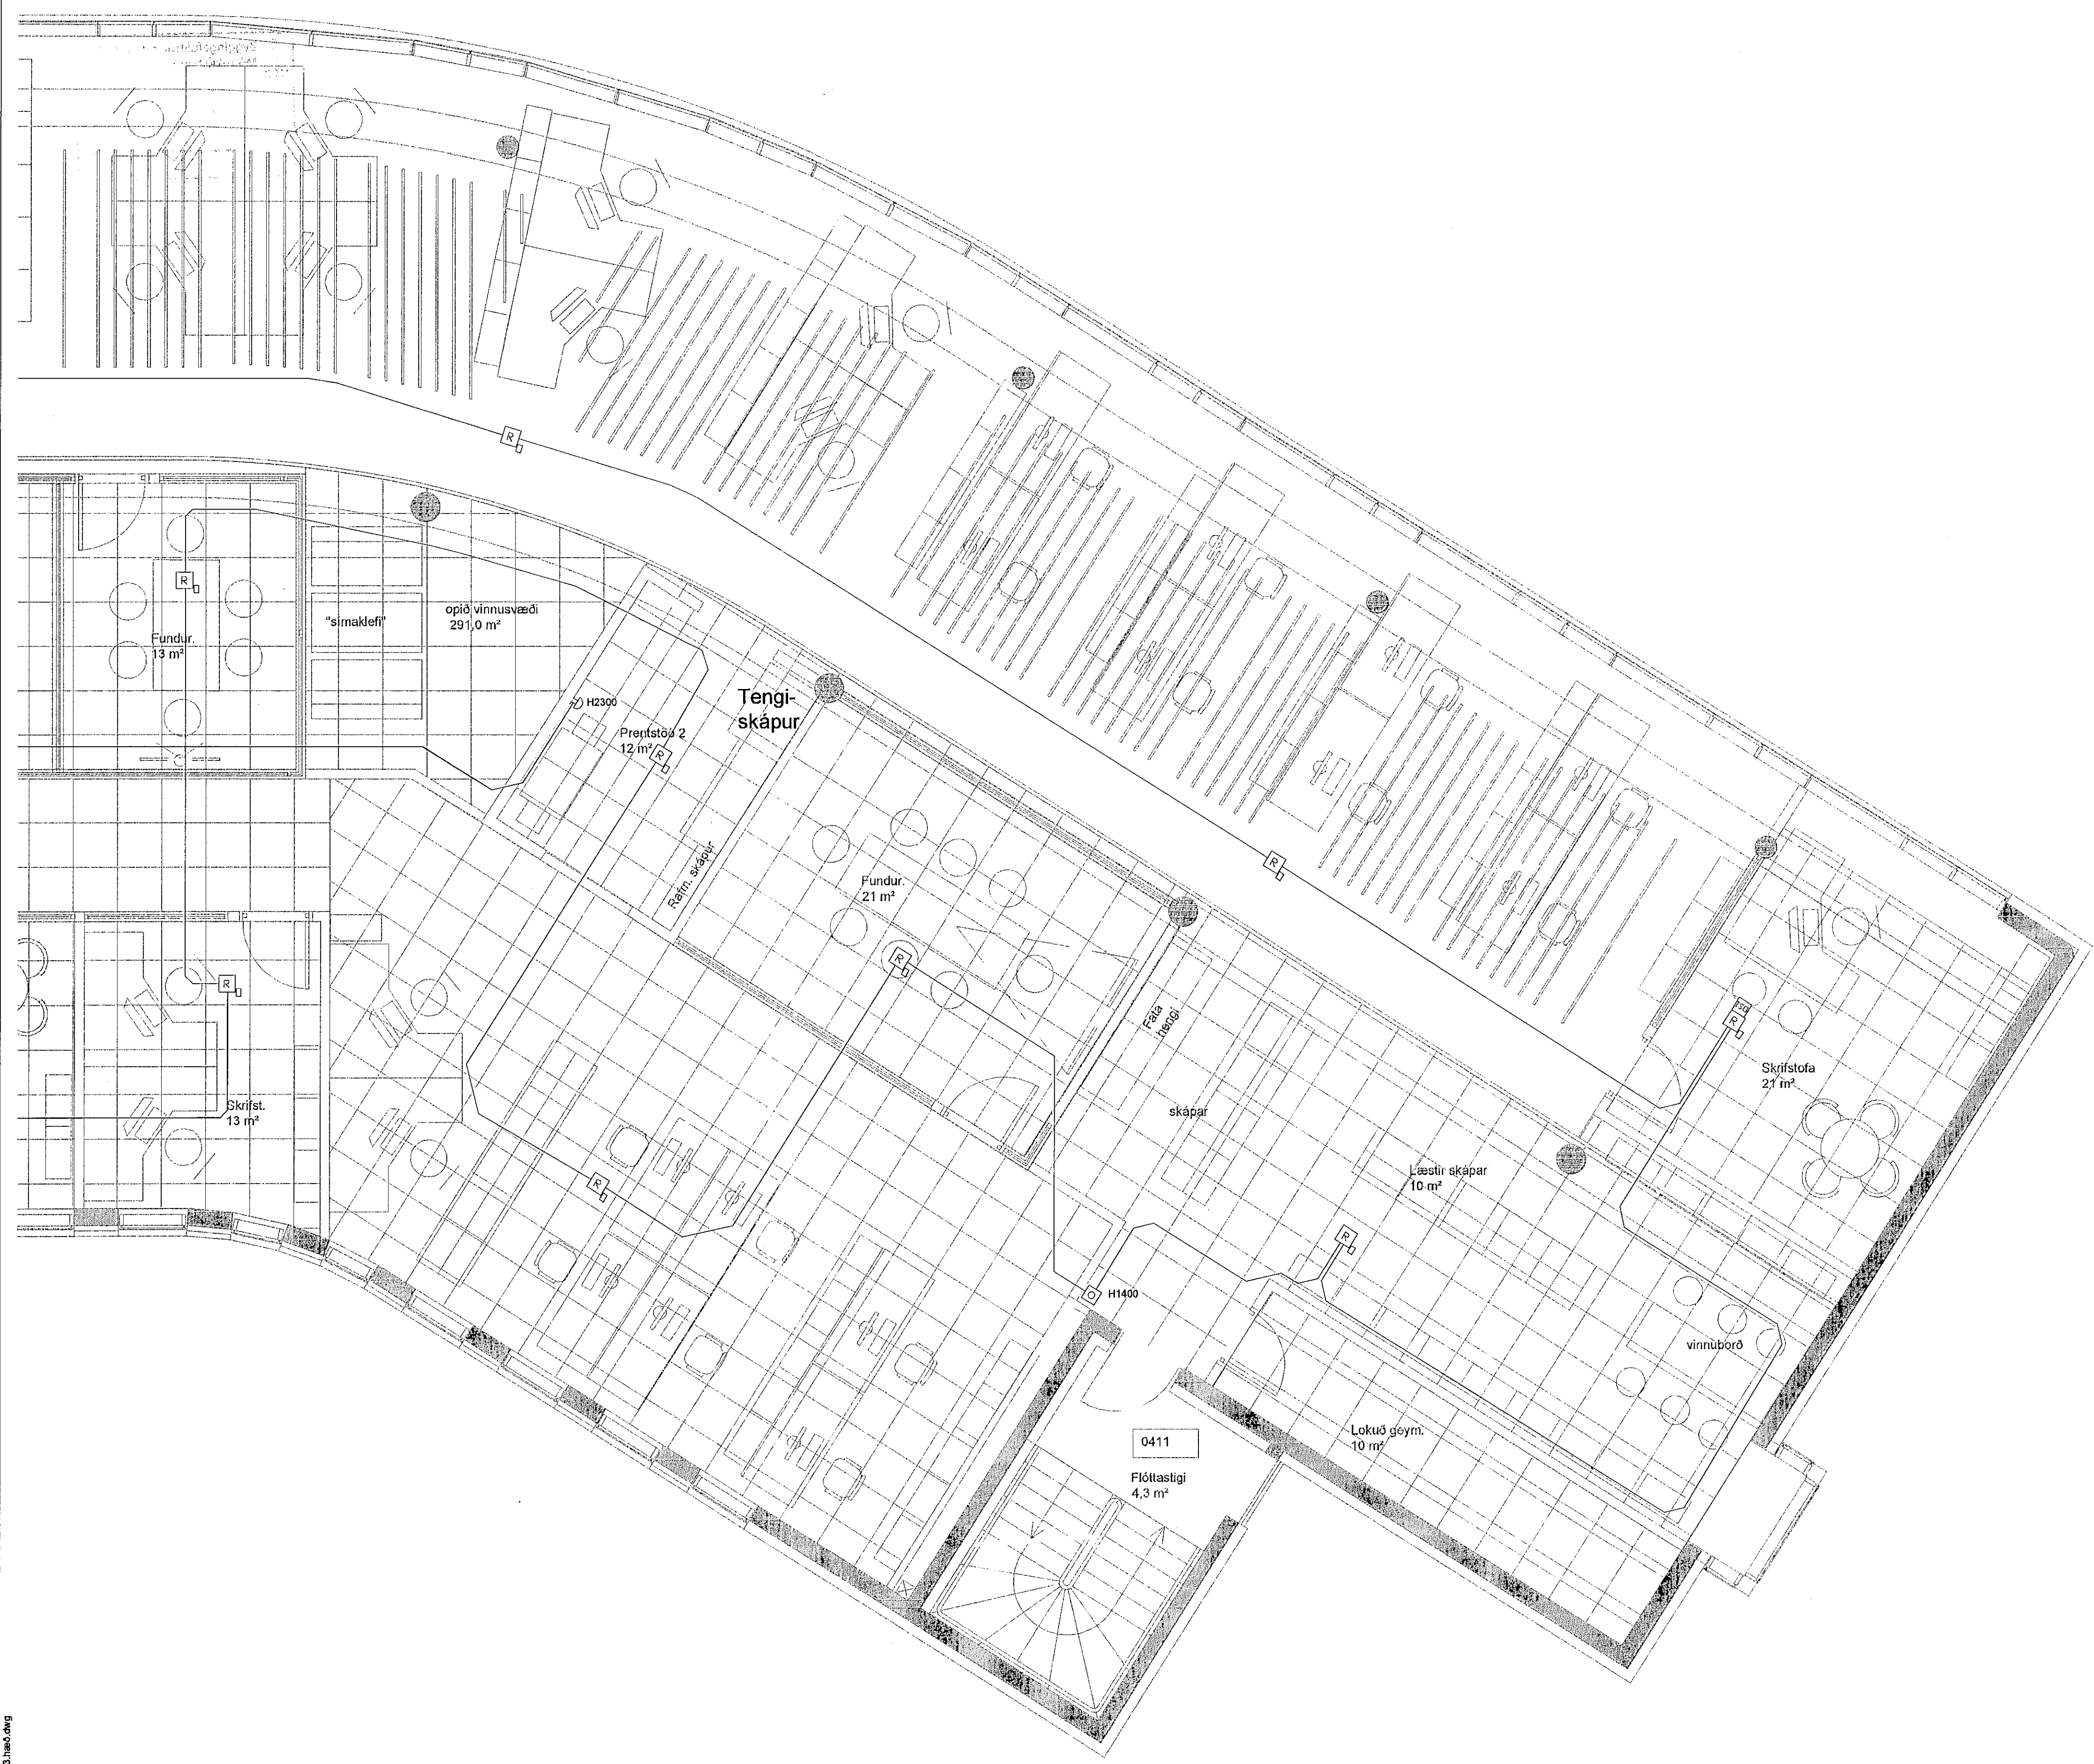 R
Fundur.
13 m²
R
"símaklefi"
opið vinnusvæði
291,0 m²
H2300
Prentstöð 2
12 m²
R
Tengi-
skápur
Rafm. skápur
Fundur.
21 m²
R
R
Fata
hengi
skápar
R
Skrifstofa
21 m²
R
Skrifst.
13 m²
R
Læstir skápar
10 m²
R
H1400
vinnuborð
Lokuð geym.
10 m²
0411
Flóttastigi
4,3 m²
3.hæð.dwg